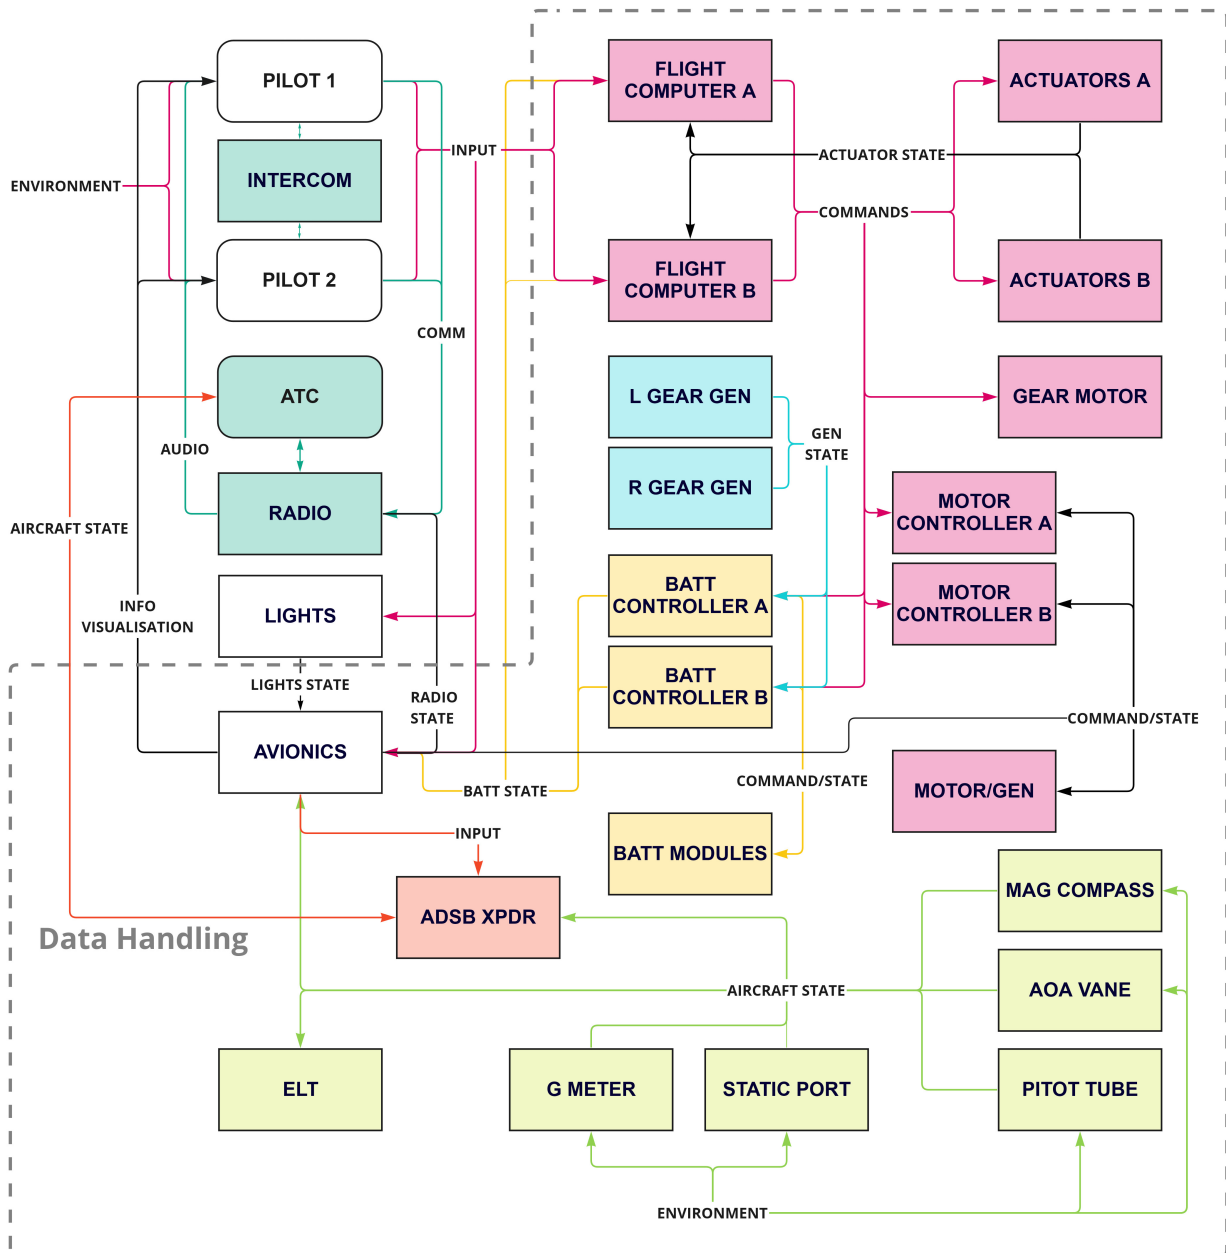 PILOT 1
FLIGHT
COMPUTER A
ACTUATORS A
INPUT
ACTUATOR STATE
ENVIRONMENT
INTERCOM
COMMANDS
PILOT 2
FLIGHT
COMPUTER B
ACTUATORS B
COMM
ATC
L GEAR GEN
GEAR MOTOR
GEN
STATE
AUDIO
R GEAR GEN
RADIO
MOTOR
CONTROLLER A
AIRCRAFT STATE
BATT
CONTROLLER A
MOTOR
CONTROLLER B
INFO
VISUALISATION
LIGHTS
LIGHTS STATE
RADIO
STATE
BATT
CONTROLLER B
COMMAND/STATE
AVIONICS
COMMAND/STATE
BATT STATE
MOTOR/GEN
INPUT
BATT MODULES
MAG COMPASS
ADSB XPDR
Data Handling
AIRCRAFT STATE
AOA VANE
ELT
G METER
STATIC PORT
PITOT TUBE
ENVIRONMENT